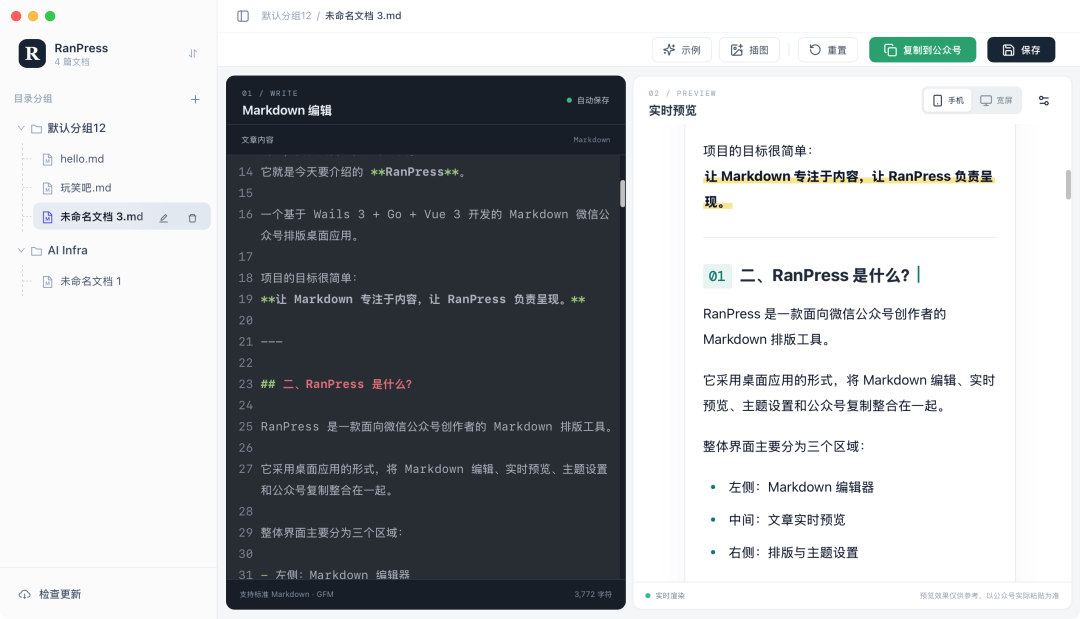 默认分组12 / 未命名文档 3.md
R RanPress
4 篇文档
示例 插图 重置 复制到公众号 保存
目录分组
默认分组12
hello.md
玩笑吧.md
未命名文档 3.md
AI Infra
未命名文档 1
检查更新
01 / WRITE
Markdown 编辑
自动保存
文章内容 Markdown
14 它就是今天要介绍的 **RanPress**。
15
16 一个基于 Wails 3 + Go + Vue 3 开发的 Markdown 微信公
众号排版桌面应用。
17
18 项目的目标很简单：
19 **让 Markdown 专注于内容，让 RanPress 负责呈现。**
20
21 ---
22
23 ## 二、RanPress 是什么？
24
25 RanPress 是一款面向微信公众号创作者的 Markdown 排版工具。
26
27 它采用桌面应用的形式，将 Markdown 编辑、实时预览、主题设置
和公众号复制整合在一起。
28
29 整体界面主要分为三个区域：
30
31 - 左侧：Markdown 编辑器
支持标准 Markdown · GFM 3,772 字符
02 / PREVIEW
实时预览
手机 宽屏
项目的目标很简单：
让 Markdown 专注于内容，让 RanPress 负责呈
现。
01 二、RanPress 是什么？
RanPress 是一款面向微信公众号创作者的
Markdown 排版工具。
它采用桌面应用的形式，将 Markdown 编辑、实时
预览、主题设置和公众号复制整合在一起。
整体界面主要分为三个区域：
• 左侧：Markdown 编辑器
• 中间：文章实时预览
• 右侧：排版与主题设置
实时渲染 预览效果仅供参考，以公众号实际粘贴为准